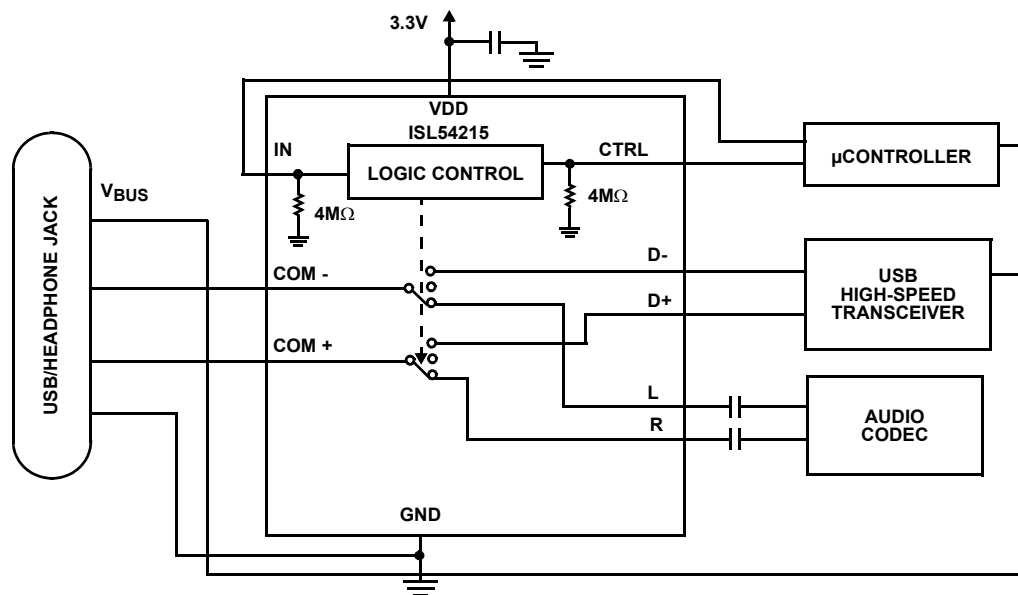 3.3V
VDD
ISL54215
IN
LOGIC CONTROL
CTRL
µCONTROLLER
4MΩ
4MΩ
VBUS
USB/HEADPHONE JACK
COM -
D-
USB
HIGH-SPEED
TRANSCEIVER
D+
COM +
L
R
AUDIO
CODEC
GND